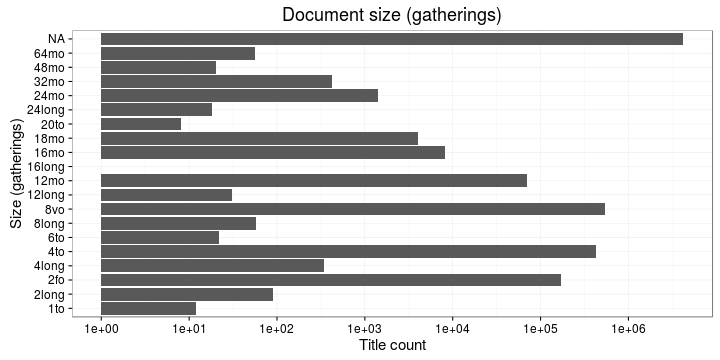 Document size (gatherings)
Size (gatherings)
NA
64mo
48mo
32mo
24mo
24long
20to
18mo
16mo
16long
12mo
12long
8vo
8long
6to
4to
4long
2fo
2long
1to
1e+00 1e+01 1e+02 1e+03 1e+04 1e+05 1e+06
Title count